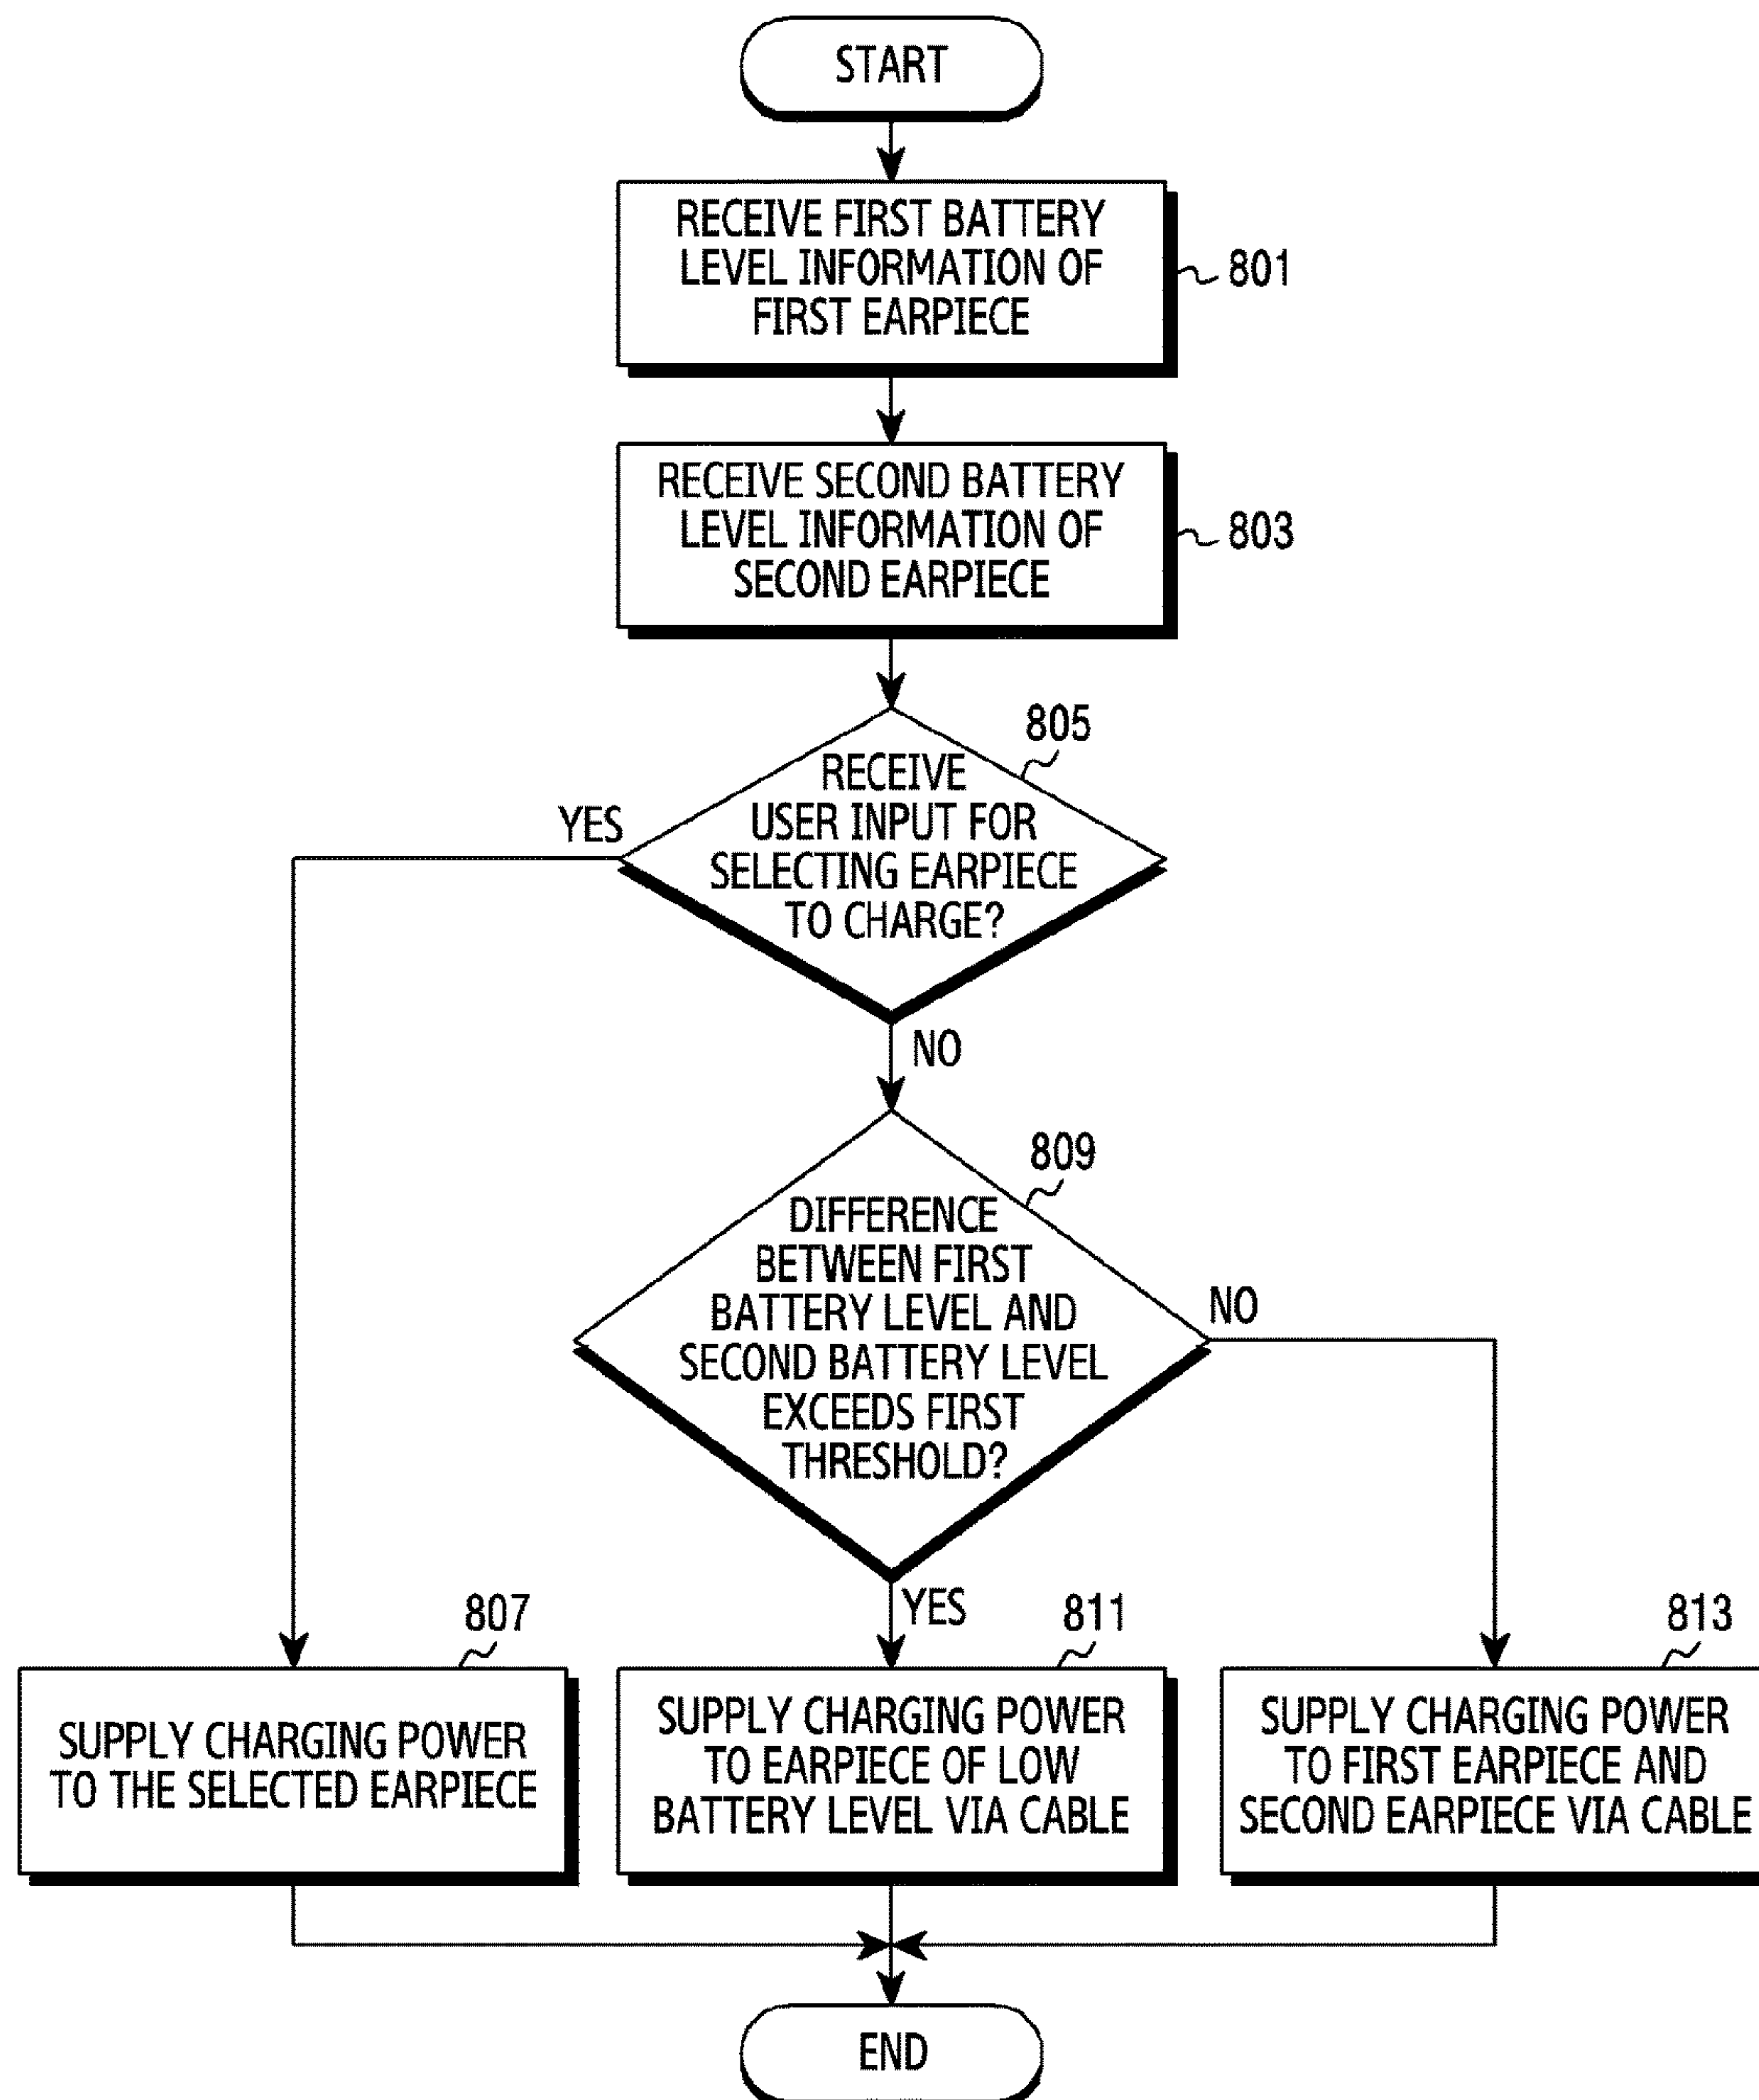 START
RECEIVE FIRST BATTERY
LEVEL INFORMATION OF
FIRST EARPIECE
801
RECEIVE SECOND BATTERY
LEVEL INFORMATION OF
SECOND EARPIECE
803
805
RECEIVE
USER INPUT FOR
SELECTING EARPIECE
TO CHARGE?
YES
NO
809
DIFFERENCE
BETWEEN FIRST
BATTERY LEVEL AND
SECOND BATTERY LEVEL
EXCEEDS FIRST
THRESHOLD?
NO
YES
807
SUPPLY CHARGING POWER
TO THE SELECTED EARPIECE
811
SUPPLY CHARGING POWER
TO EARPIECE OF LOW
BATTERY LEVEL VIA CABLE
813
SUPPLY CHARGING POWER
TO FIRST EARPIECE AND
SECOND EARPIECE VIA CABLE
END